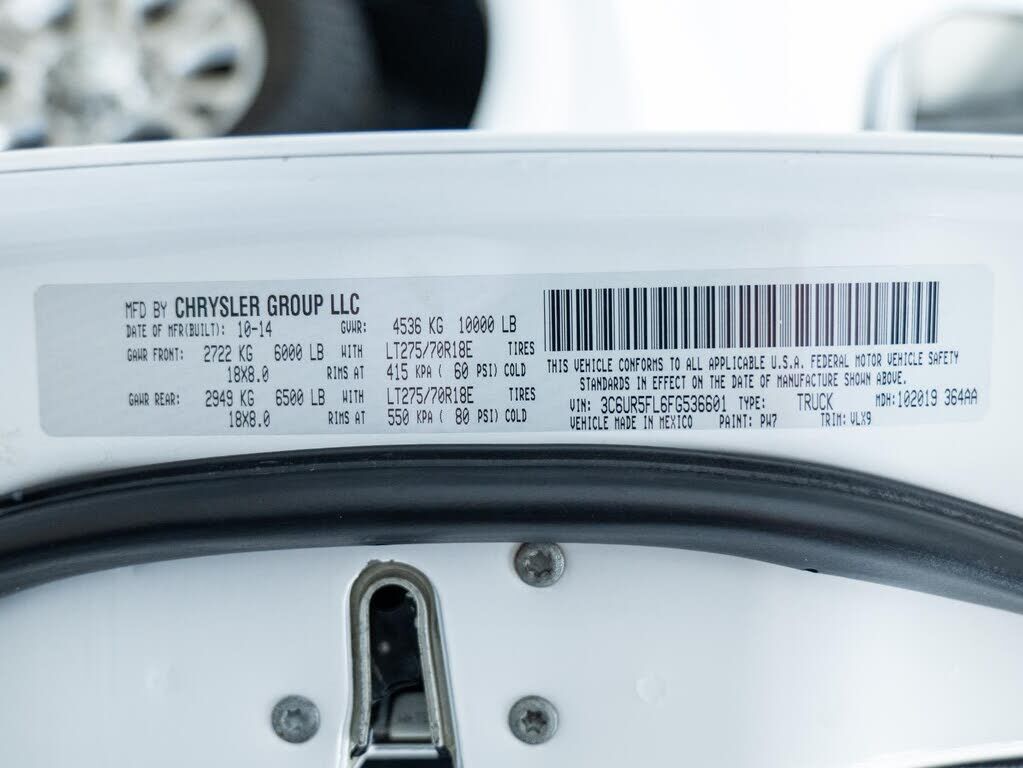 MFD BY CHRYSLER GROUP LLC
DATE OF MFR(BUILT): 10-14 GVWR: 4536 KG 10000 LB
GAWR FRONT: 2722 KG 6000 LB WITH LT275/70R18E TIRES
18X8.0 RIMS AT 415 KPA ( 60 PSI) COLD
GAWR REAR: 2949 KG 6500 LB WITH LT275/70R18E TIRES
18X8.0 RIMS AT 550 KPA ( 80 PSI) COLD
THIS VEHICLE CONFORMS TO ALL APPLICABLE U.S.A. FEDERAL MOTOR VEHICLE SAFETY
STANDARDS IN EFFECT ON THE DATE OF MANUFACTURE SHOWN ABOVE.
VIN: 3C6UR5FL6FG536601 TYPE: TRUCK MDH: 102019 364AA
VEHICLE MADE IN MEXICO PAINT: PW7 TRIM: VLX9